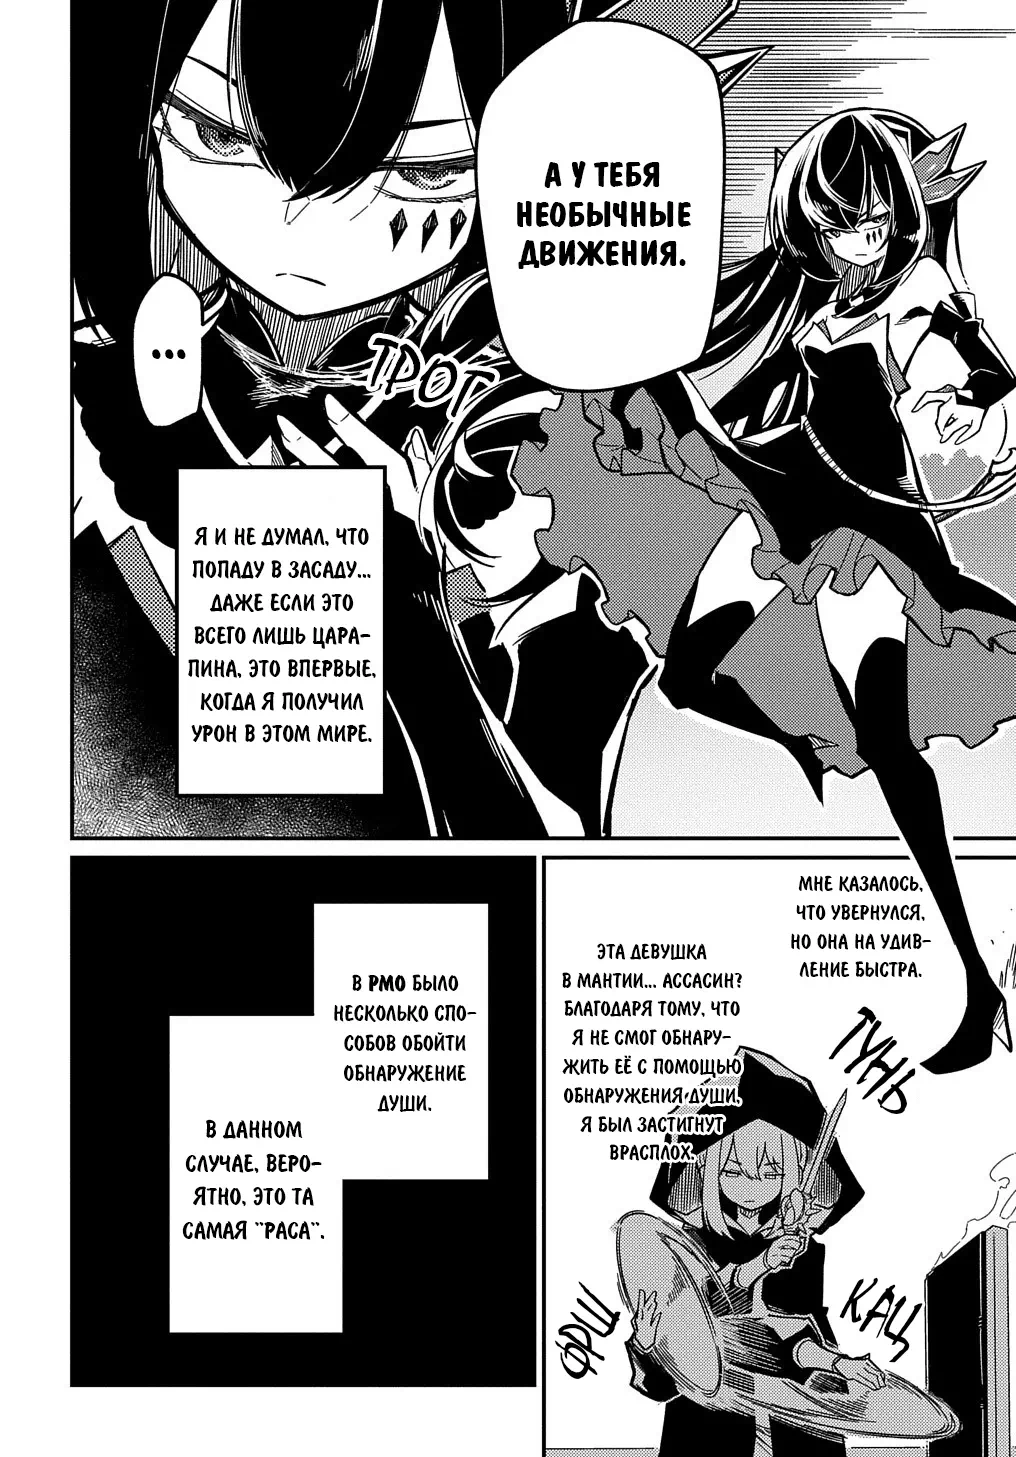 А У ТЕБЯ
НЕОБЫЧНЫЕ
ДВИЖЕНИЯ.
...
ТРОГ
Я И НЕ ДУМАЛ, ЧТО
ПОПАДУ В ЗАСАДУ...
ДАЖЕ ЕСЛИ ЭТО
ВСЕГО ЛИШЬ ЦАРА-
ПИНА, ЭТО ВПЕРВЫЕ,
КОГДА Я ПОЛУЧИЛ
УРОН В ЭТОМ МИРЕ.
МНЕ КАЗАЛОСЬ,
ЧТО УВЕРНУЛСЯ,
НО ОНА НА УДИВ-
ЛЕНИЕ БЫСТРА.
ЭТА ДЕВУШКА
В МАНТИИ... АССАСИН?
БЛАГОДАРЯ ТОМУ, ЧТО
Я НЕ СМОГ ОБНАРУ-
ЖИТЬ ЕЁ С ПОМОЩЬЮ
ОБНАРУЖЕНИЯ ДУШИ,
Я БЫЛ ЗАСТИГНУТ
ВРАСПЛОХ.
ТУНЬ
КАЦ
ФРЩ
В РМО БЫЛО
НЕСКОЛЬКО СПО-
СОБОВ ОБОЙТИ
ОБНАРУЖЕНИЕ
ДУШИ.
В ДАННОМ
СЛУЧАЕ, ВЕРО-
ЯТНО, ЭТО ТА
САМАЯ "РАСА".